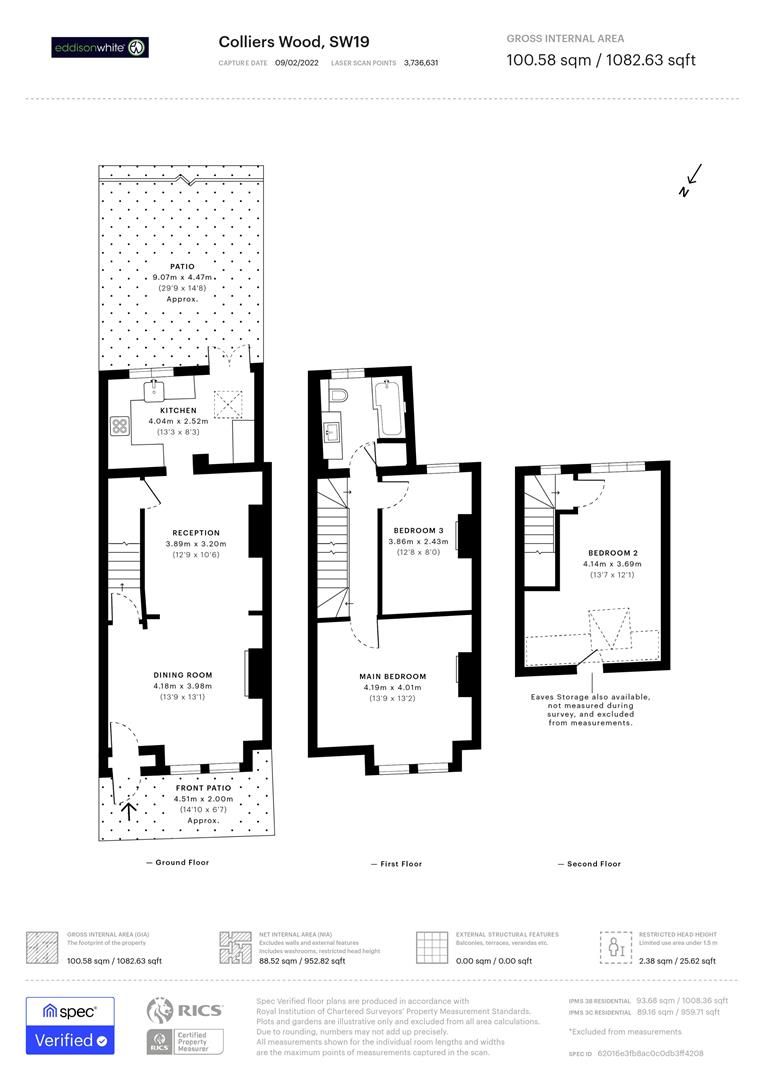 eddisonwhite
Colliers Wood, SW19
CAPTURE DATE 09/02/2022 LASER SCAN POINTS 3,736,631
GROSS INTERNAL AREA
100.58 sqm / 1082.63 sqft
N
PATIO
9.07m x 4.47m
(29'9 x 14'8)
Approx.
KITCHEN
4.04m x 2.52m
(13'3 x 8'3)
RECEPTION
3.89m x 3.20m
(12'9 x 10'6)
DINING ROOM
4.18m x 3.98m
(13'9 x 13'1)
FRONT PATIO
4.51m x 2.00m
(14'10 x 6'7)
Approx.
BEDROOM 3
3.86m x 2.43m
(12'8 x 8'0)
MAIN BEDROOM
4.19m x 4.01m
(13'9 x 13'2)
BEDROOM 2
4.14m x 3.69m
(13'7 x 12'1)
Eaves Storage also available,
not measured during
survey, and excluded
from measurements.
— Ground Floor
— First Floor
— Second Floor
GROSS INTERNAL AREA (GIA)
The footprint of the property
100.58 sqm / 1082.63 sqft
NET INTERNAL AREA (NIA)
Excludes walls and external features
Includes washrooms, restricted head height
88.52 sqm / 952.82 sqft
EXTERNAL STRUCTURAL FEATURES
Balconies, terraces, verandas etc.
0.00 sqm / 0.00 sqft
RESTRICTED HEAD HEIGHT
Limited use area under 1.5 m
2.38 sqm / 25.62 sqft
spec
Verified
RICS
RICS
Certified
Property
Measurer
Spec Verified floor plans are produced in accordance with
Royal Institution of Chartered Surveyors' Property Measurement Standards.
Plots and gardens are illustrative only and excluded from all area calculations.
Due to rounding, numbers may not add up precisely.
All measurements shown for the individual room lengths and widths
are the maximum points of measurements captured in the scan.
IPMS 3B RESIDENTIAL 93.68 sqm / 1008.36 sqft
IPMS 3C RESIDENTIAL 89.16 sqm / 959.71 sqft
*Excluded from measurements
SPEC ID 62016e3fb8ac0c0db3ff4208